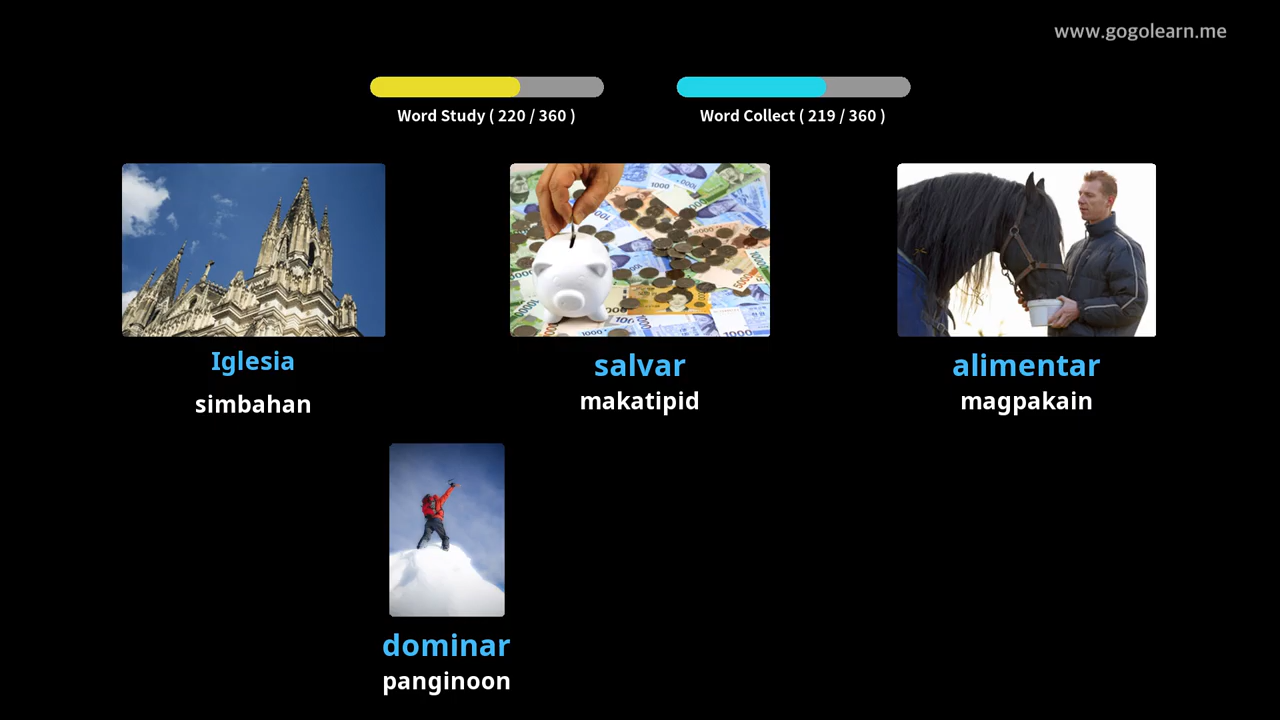 www.gogolearn.me
Word Study ( 220 / 360 )
Word Collect ( 219 / 360 )
Iglesia
simbahan
salvar
makatipid
alimentar
magpakain
dominar
panginoon